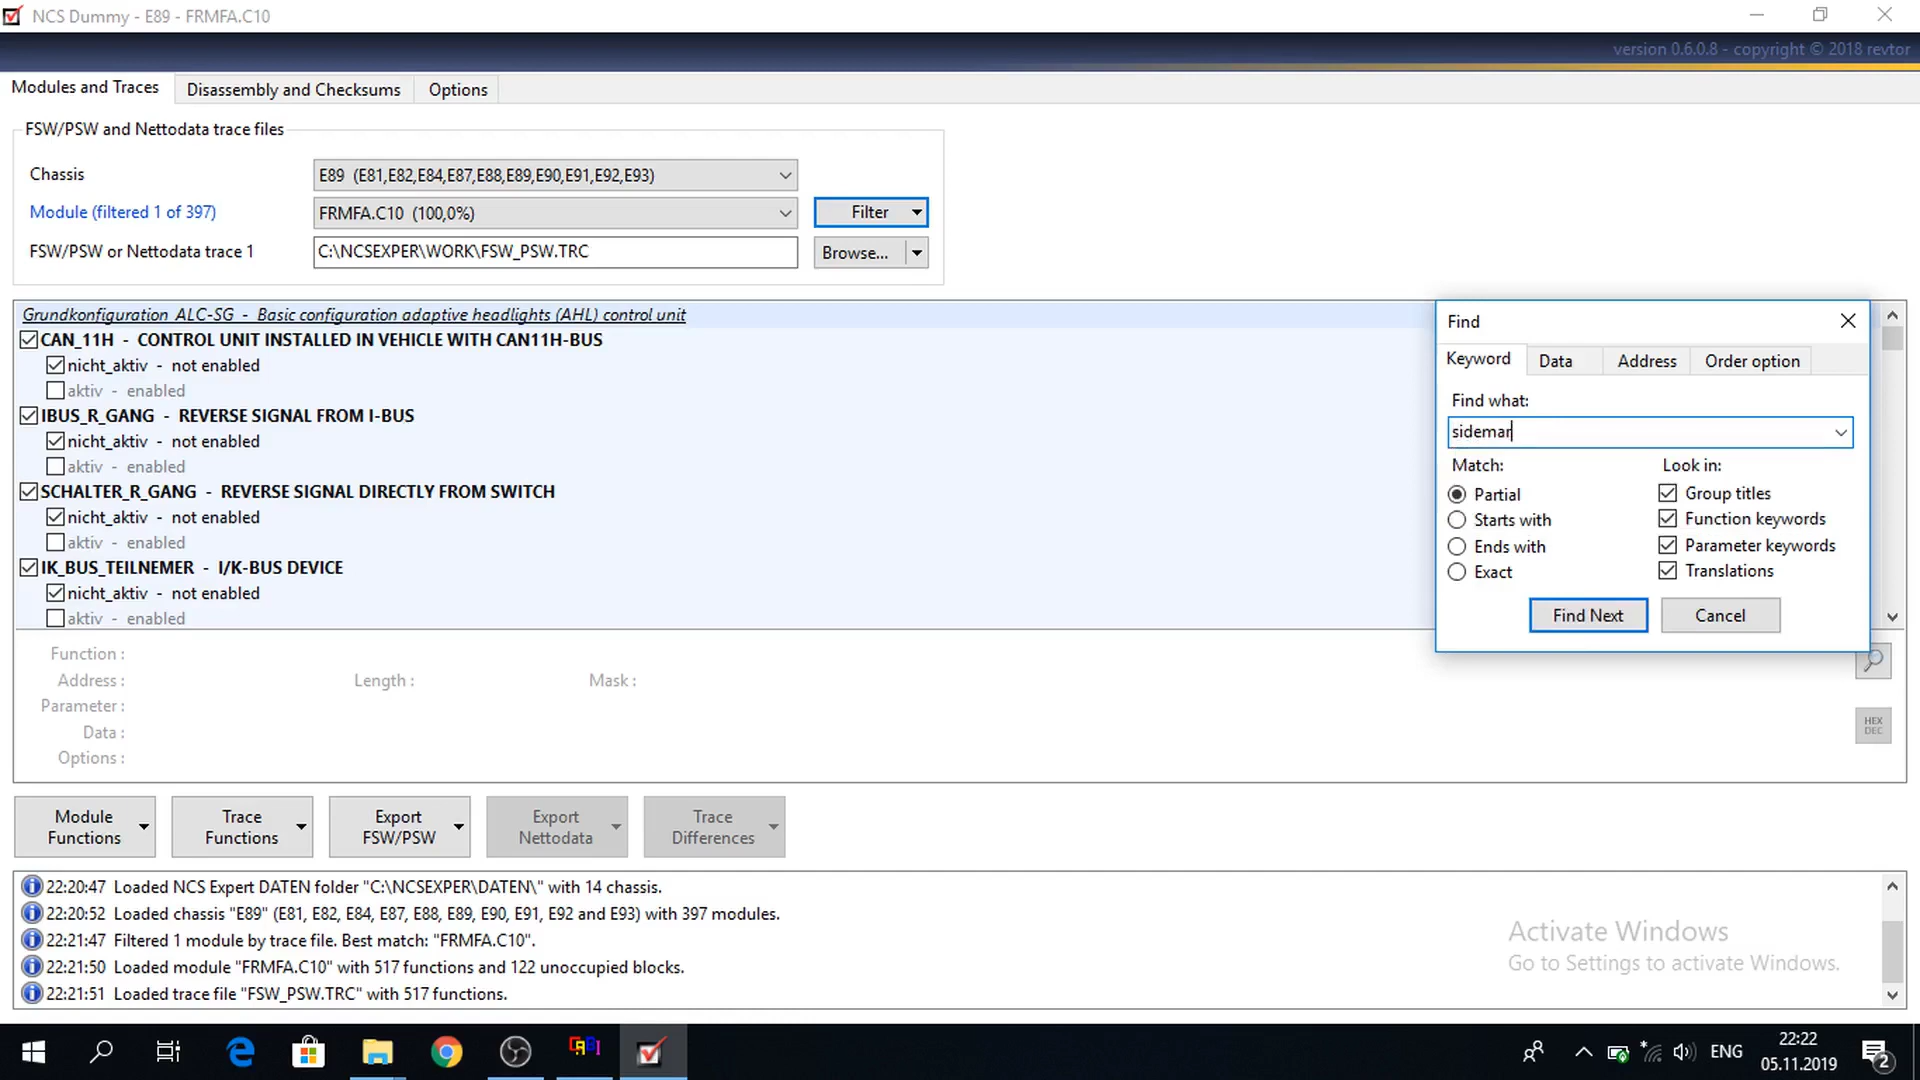 NCS Dummy - E89 - FRMFA.C10
version 0.6.0.8 - copyright © 2018 revtor
Modules and Traces
Disassembly and Checksums
Options
FSW/PSW and Nettodata trace files
Chassis
E89 (E81,E82,E84,E87,E88,E89,E90,E91,E92,E93)
Module (filtered 1 of 397)
FRMFA.C10 (100,0%)
Filter
FSW/PSW or Nettodata trace 1
C:\NCSEXPER\WORK\FSW_PSW.TRC
Browse...
Grundkonfiguration ALC-SG - Basic configuration adaptive headlights (AHL) control unit
CAN_11H - CONTROL UNIT INSTALLED IN VEHICLE WITH CAN11H-BUS
nicht_aktiv - not enabled
aktiv - enabled
IBUS_R_GANG - REVERSE SIGNAL FROM I-BUS
nicht_aktiv - not enabled
aktiv - enabled
SCHALTER_R_GANG - REVERSE SIGNAL DIRECTLY FROM SWITCH
nicht_aktiv - not enabled
aktiv - enabled
IK_BUS_TEILNEMER - I/K-BUS DEVICE
nicht_aktiv - not enabled
aktiv - enabled
Find
Keyword
Data
Address
Order option
Find what:
sidemar
Match:
Look in:
Partial
Group titles
Starts with
Function keywords
Ends with
Parameter keywords
Exact
Translations
Find Next
Cancel
Function :
Address :
Length :
Mask :
Parameter :
Data :
Options :
HEX
DEC
Module
Functions
Trace
Functions
Export
FSW/PSW
Export
Nettodata
Trace
Differences
22:20:47 Loaded NCS Expert DATEN folder "C:\NCSEXPER\DATEN\" with 14 chassis.
22:20:52 Loaded chassis "E89" (E81, E82, E84, E87, E88, E89, E90, E91, E92 and E93) with 397 modules.
22:21:47 Filtered 1 module by trace file. Best match: "FRMFA.C10".
22:21:50 Loaded module "FRMFA.C10" with 517 functions and 122 unoccupied blocks.
22:21:51 Loaded trace file "FSW_PSW.TRC" with 517 functions.
Activate Windows
Go to Settings to activate Windows.
CABI
ENG
22:22
05.11.2019
2